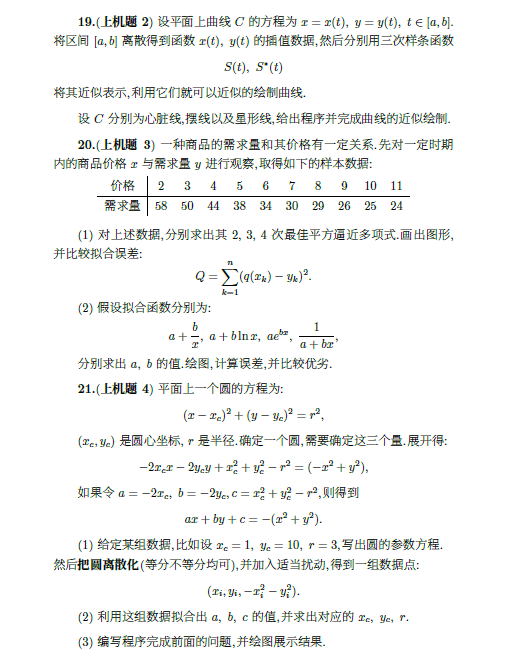 19.(上机题 2) 设平面上曲线 C 的方程为 x = x(t), y = y(t), t ∈ [a, b].
将区间 [a, b] 离散得到函数 x(t), y(t) 的插值数据,然后分别用三次样条函数
S(t), S*(t)
将其近似表示,利用它们就可以近似的绘制曲线.
设 C 分别为心脏线,摆线以及星形线,给出程序并完成曲线的近似绘制.
20.(上机题 3) 一种商品的需求量和其价格有一定关系.先对一定时期
内的商品价格 x 与需求量 y 进行观察,取得如下的样本数据:
价格 2 3 4 5 6 7 8 9 10 11
需求量 58 50 44 38 34 30 29 26 25 24
(1) 对上述数据,分别求出其 2, 3, 4 次最佳平方逼近多项式.画出图形,
并比较拟合误差:
Q = ∑_{k=1}^{n} (q(x_k) − y_k)².
(2) 假设拟合函数分别为:
a + b/x, a + b ln x, ae^{bx}, 1/(a + bx),
分别求出 a, b 的值.绘图,计算误差,并比较优劣.
21.(上机题 4) 平面上一个圆的方程为:
(x − x_c)² + (y − y_c)² = r²,
(x_c, y_c) 是圆心坐标, r 是半径.确定一个圆,需要确定这三个量.展开得:
−2x_c x − 2y_c y + x_c² + y_c² − r² = (−x² + y²),
如果令 a = −2x_c, b = −2y_c, c = x_c² + y_c² − r²,则得到
ax + by + c = −(x² + y²).
(1) 给定某组数据,比如设 x_c = 1, y_c = 10, r = 3,写出圆的参数方程.
然后把圆离散化(等分不等分均可),并加入适当扰动,得到一组数据点:
(x_i, y_i, −x_i² − y_i²).
(2) 利用这组数据拟合出 a, b, c 的值,并求出对应的 x_c, y_c, r.
(3) 编写程序完成前面的问题,并绘图展示结果.